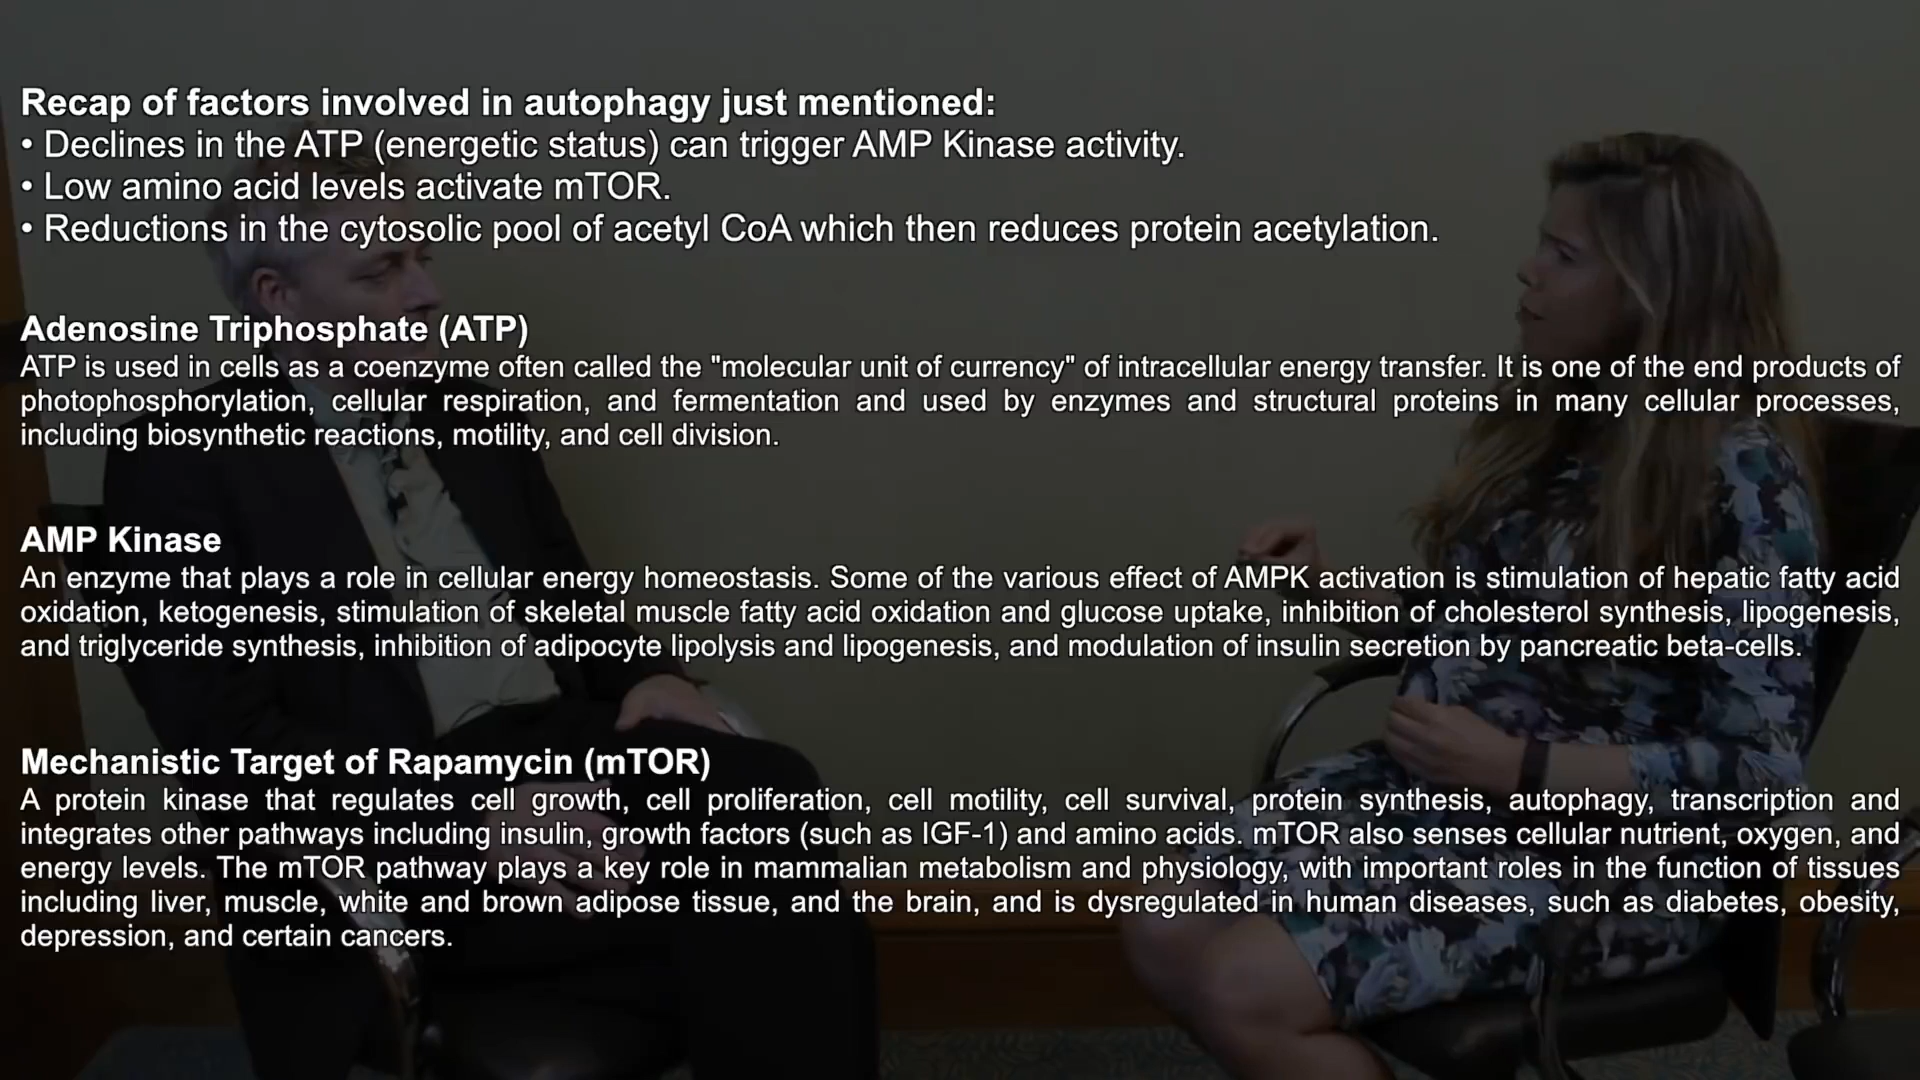 Recap of factors involved in autophagy just mentioned:
• Declines in the ATP (energetic status) can trigger AMP Kinase activity.
• Low amino acid levels activate mTOR.
• Reductions in the cytosolic pool of acetyl CoA which then reduces protein acetylation.
Adenosine Triphosphate (ATP)
ATP is used in cells as a coenzyme often called the "molecular unit of currency" of intracellular energy transfer. It is one of the end products of
photophosphorylation, cellular respiration, and fermentation and used by enzymes and structural proteins in many cellular processes,
including biosynthetic reactions, motility, and cell division.
AMP Kinase
An enzyme that plays a role in cellular energy homeostasis. Some of the various effect of AMPK activation is stimulation of hepatic fatty acid
oxidation, ketogenesis, stimulation of skeletal muscle fatty acid oxidation and glucose uptake, inhibition of cholesterol synthesis, lipogenesis,
and triglyceride synthesis, inhibition of adipocyte lipolysis and lipogenesis, and modulation of insulin secretion by pancreatic beta-cells.
Mechanistic Target of Rapamycin (mTOR)
A protein kinase that regulates cell growth, cell proliferation, cell motility, cell survival, protein synthesis, autophagy, transcription and
integrates other pathways including insulin, growth factors (such as IGF-1) and amino acids. mTOR also senses cellular nutrient, oxygen, and
energy levels. The mTOR pathway plays a key role in mammalian metabolism and physiology, with important roles in the function of tissues
including liver, muscle, white and brown adipose tissue, and the brain, and is dysregulated in human diseases, such as diabetes, obesity,
depression, and certain cancers.